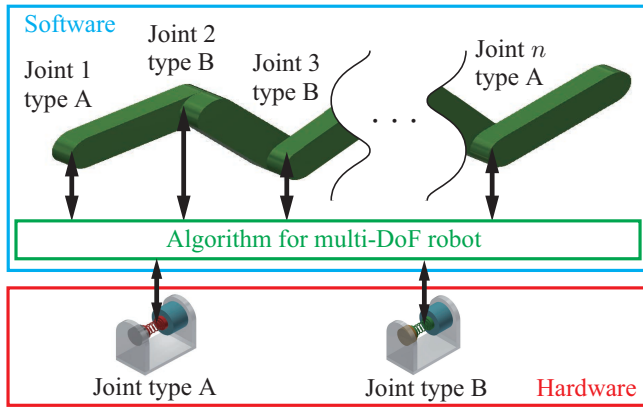 Software
Joint 1
type A
Joint 2
type B
Joint 3
type B
. . .
Joint n
type A
Algorithm for multi-DoF robot
Joint type A
Joint type B
Hardware